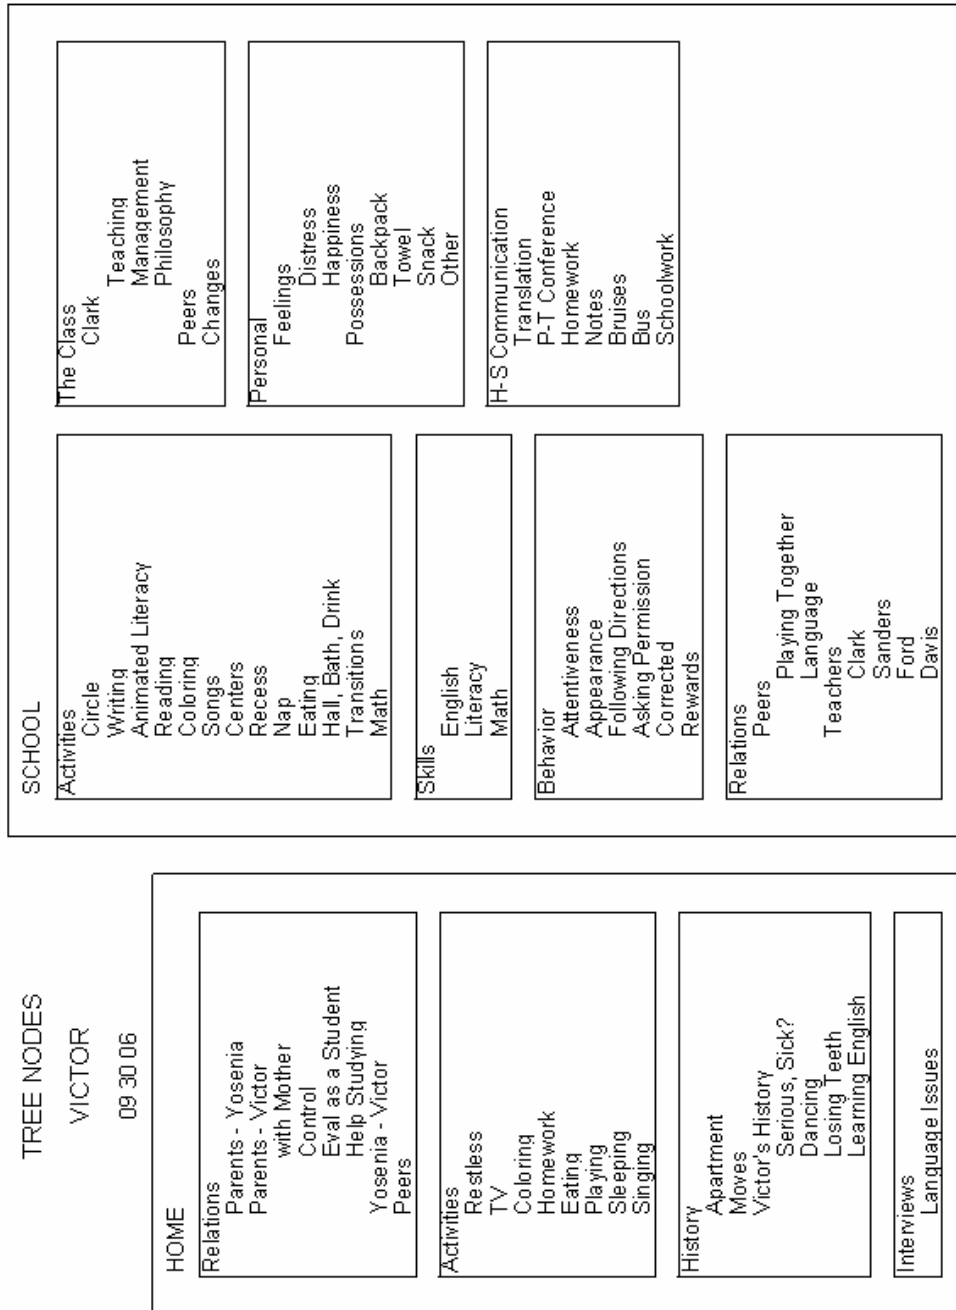 TREE NODES
VICTOR
09 30 06
HOME
Relations
Parents - Yosenia
Parents - Victor
with Mother
Control
Eval as a Student
Help Studying
Yosenia - Victor
Peers
Activities
Restless
TV
Coloring
Homework
Eating
Playing
Sleeping
Singing
History
Apartment
Moves
Victor's History
Serious, Sick?
Dancing
Losing Teeth
Learning English
Interviews
Language Issues
SCHOOL
Activities
Circle
Writing
Animated Literacy
Reading
Coloring
Songs
Centers
Recess
Nap
Eating
Hall, Bath, Drink
Transitions
Math
Skills
English
Literacy
Math
Behavior
Attentiveness
Appearance
Following Directions
Asking Permission
Corrected
Rewards
Relations
Peers
Playing Together
Language
Teachers
Clark
Sanders
Ford
Davis
The Class
Clark
Teaching
Management
Philosophy
Peers
Changes
Personal
Feelings
Distress
Happiness
Possessions
Backpack
Towel
Snack
Other
H-S Communication
Translation
P-T Conference
Homework
Notes
Bruises
Bus
Schoolwork